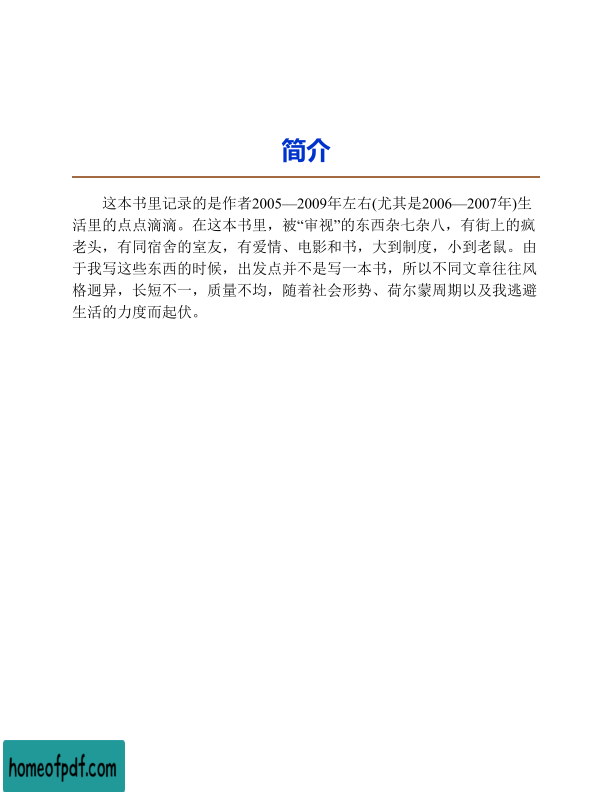 简介
这本书里记录的是作者2005—2009年左右(尤其是2006—2007年)生
活里的点点滴滴。在这本书里，被“审视”的东西杂七杂八，有街上的疯
老头，有同宿舍的室友，有爱情、电影和书，大到制度，小到老鼠。由
于我写这些东西的时候，出发点并不是写一本书，所以不同文章往往风
格迥异，长短不一，质量不均，随着社会形势、荷尔蒙周期以及我逃避
生活的力度而起伏。
homeofpdf.com